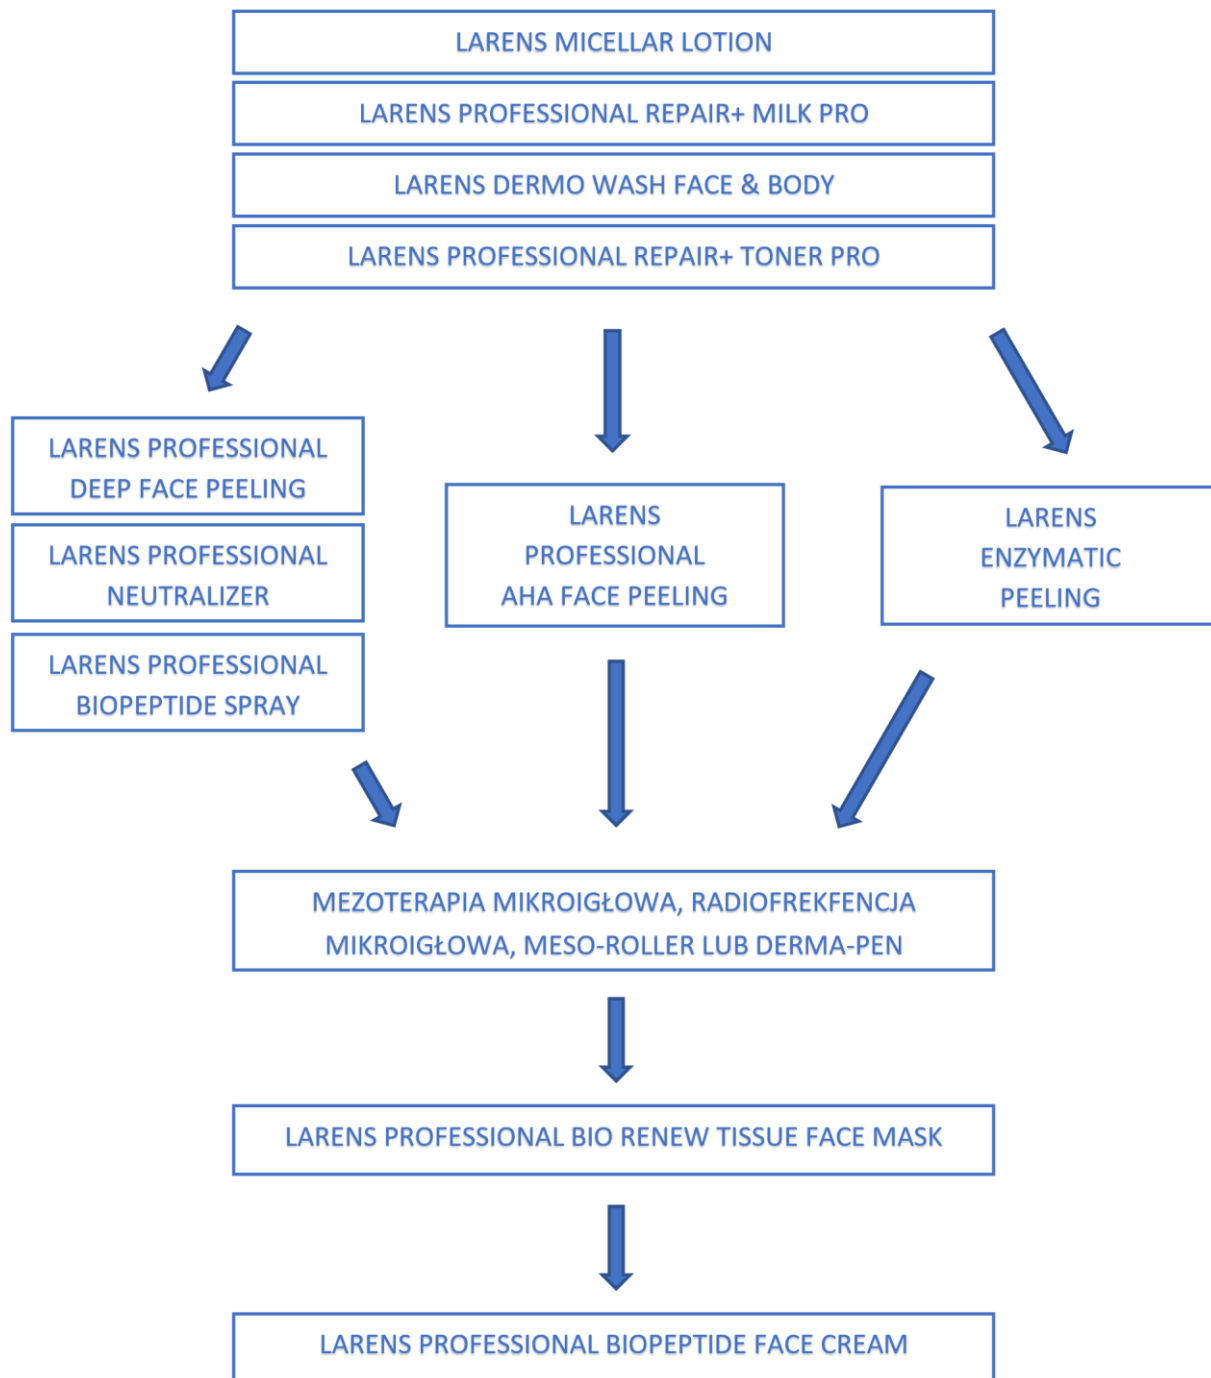 LARENS MICELLAR LOTION
LARENS PROFESSIONAL REPAIR+ MILK PRO
LARENS DERMO WASH FACE & BODY
LARENS PROFESSIONAL REPAIR+ TONER PRO
LARENS PROFESSIONAL
DEEP FACE PEELING
LARENS PROFESSIONAL
NEUTRALIZER
LARENS PROFESSIONAL
BIOPEPTIDE SPRAY
LARENS
PROFESSIONAL
AHA FACE PEELING
LARENS
ENZYMATIC
PEELING
MEZOTERAPIA MIKROIGŁOWA, RADIOFREKFENCJA
MIKROIGŁOWA, MESO-ROLLER LUB DERMA-PEN
LARENS PROFESSIONAL BIO RENEW TISSUE FACE MASK
LARENS PROFESSIONAL BIOPEPTIDE FACE CREAM